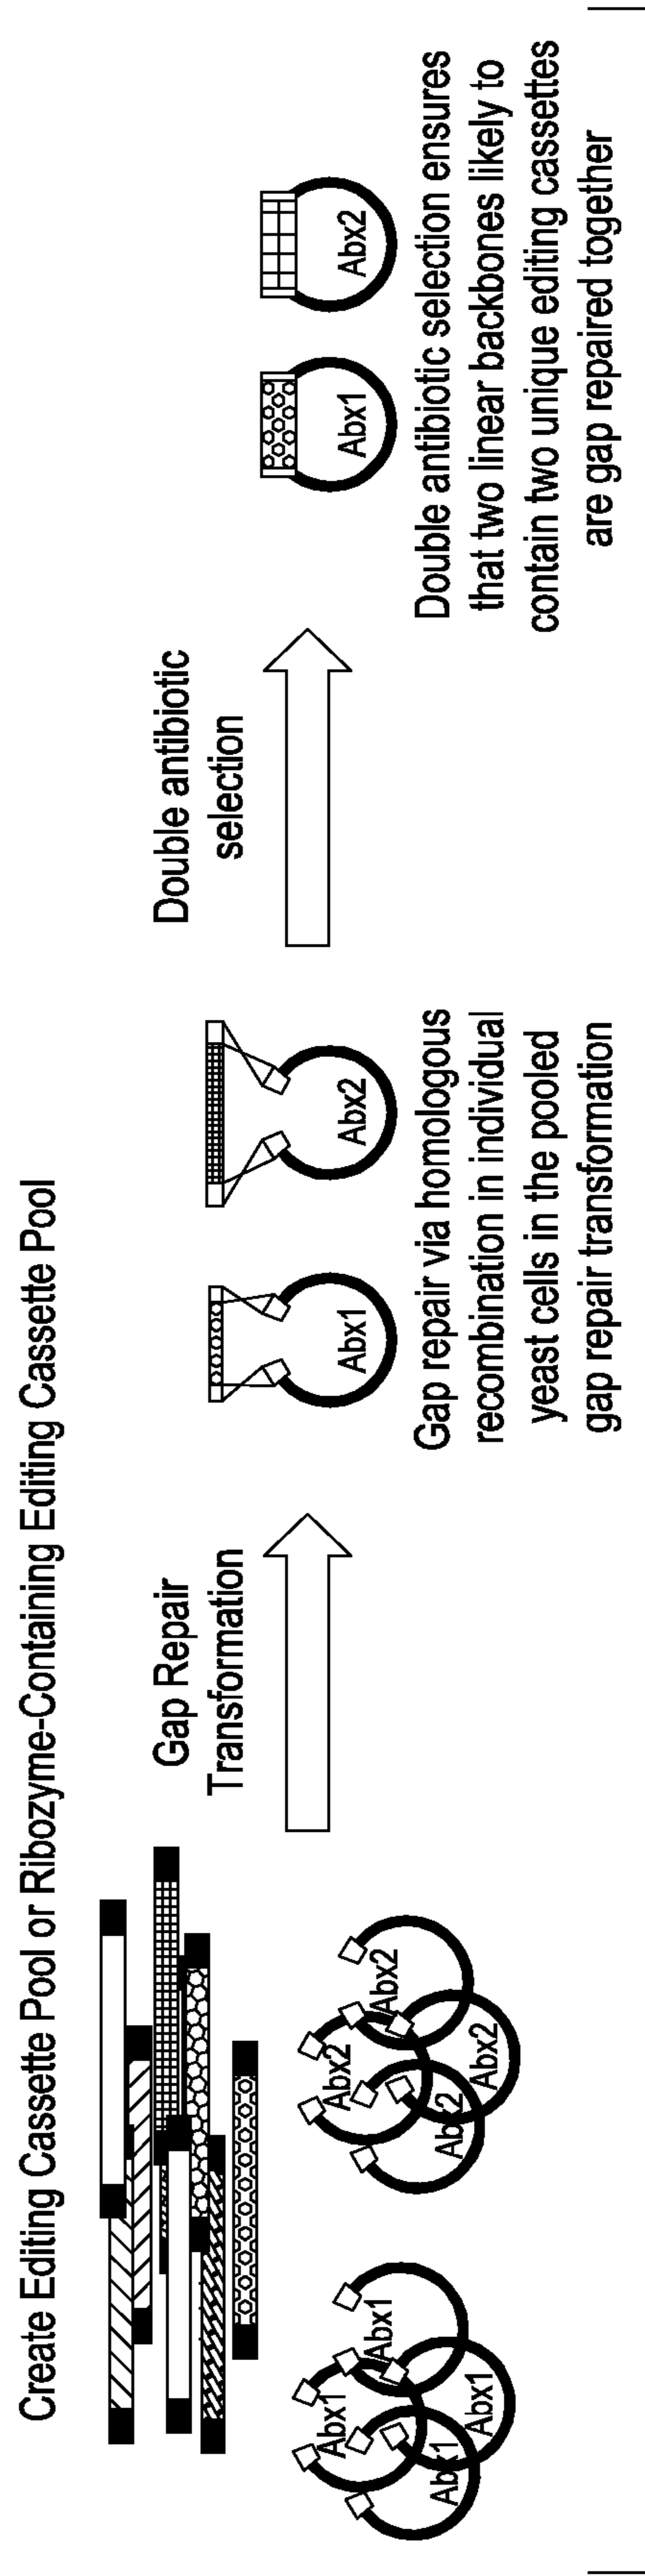 Create Editing Cassette Pool or Ribozyme-Containing Editing Cassette Pool
Abx1
Abx1
Abx1
Abx1
Abx2
Abx2
Abx2
Abx2
Gap Repair
Transformation
Abx1
Abx2
Gap repair via homologous
recombination in individual
yeast cells in the pooled
gap repair transformation
Double antibiotic
selection
Abx1
Abx2
Double antibiotic selection ensures
that two linear backbones likely to
contain two unique editing cassettes
are gap repaired together